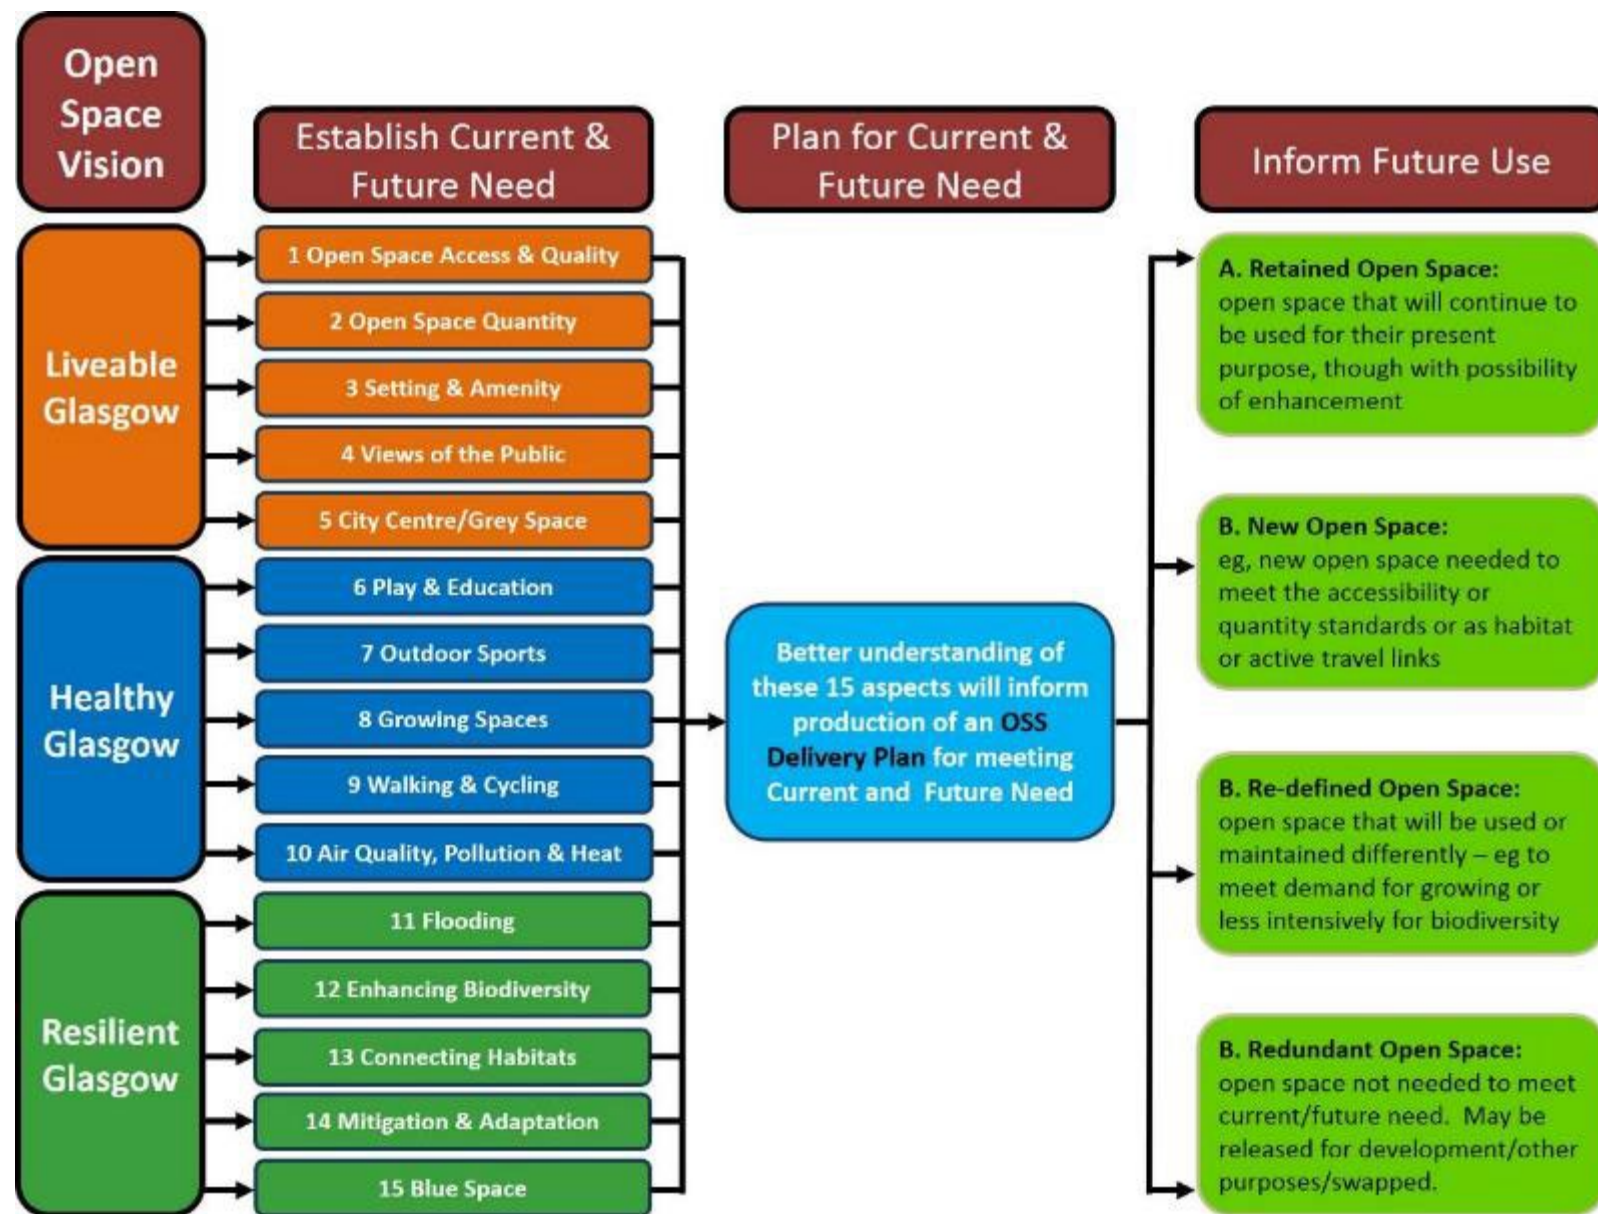 Open
Space
Vision
Establish Current &
Future Need
Plan for Current &
Future Need
Inform Future Use
Liveable
Glasgow
1 Open Space Access & Quality
2 Open Space Quantity
3 Setting & Amenity
4 Views of the Public
5 City Centre/Grey Space
Healthy
Glasgow
6 Play & Education
7 Outdoor Sports
8 Growing Spaces
9 Walking & Cycling
10 Air Quality, Pollution & Heat
Resilient
Glasgow
11 Flooding
12 Enhancing Biodiversity
13 Connecting Habitats
14 Mitigation & Adaptation
15 Blue Space
Better understanding of
these 15 aspects will inform
production of an OSS
Delivery Plan for meeting
Current and Future Need
A. Retained Open Space:
open space that will continue to
be used for their present
purpose, though with possibility
of enhancement
B. New Open Space:
eg, new open space needed to
meet the accessibility or
quantity standards or as habitat
or active travel links
B. Re-defined Open Space:
open space that will be used or
maintained differently – eg to
meet demand for growing or
less intensively for biodiversity
B. Redundant Open Space:
open space not needed to meet
current/future need. May be
released for development/other
purposes/swapped.